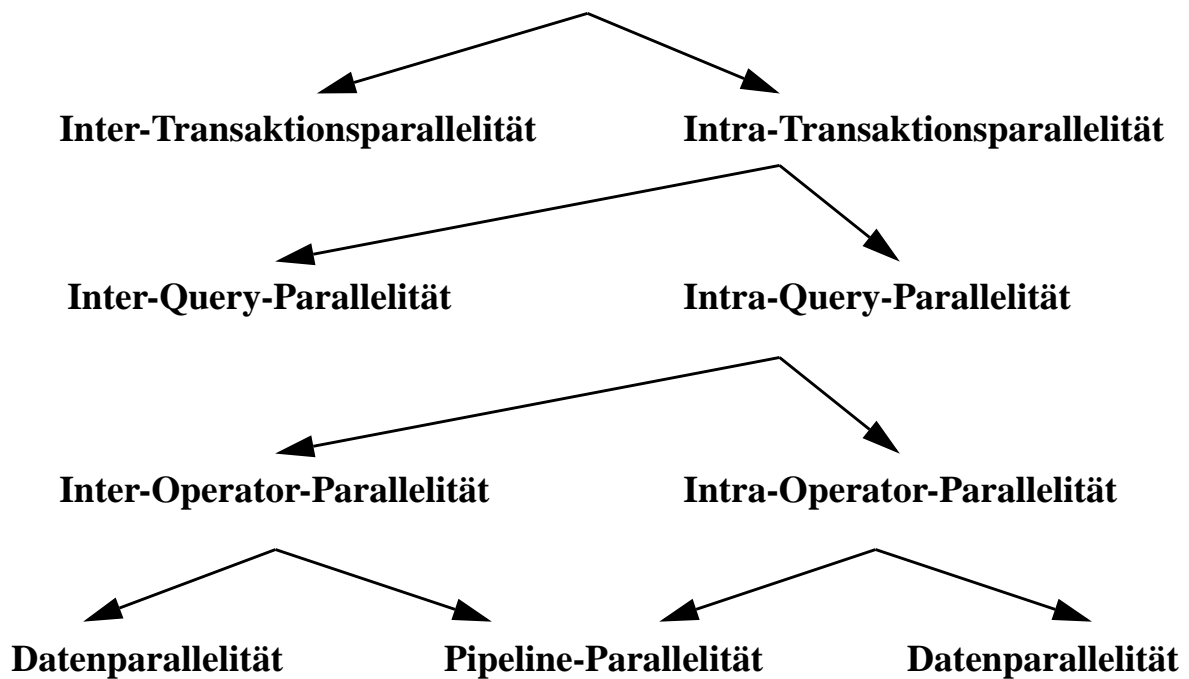 Inter-Transaktionsparallelität Intra-Transaktionsparallelität
Inter-Query-Parallelität Intra-Query-Parallelität
Inter-Operator-Parallelität Intra-Operator-Parallelität
Datenparallelität Pipeline-Parallelität Datenparallelität